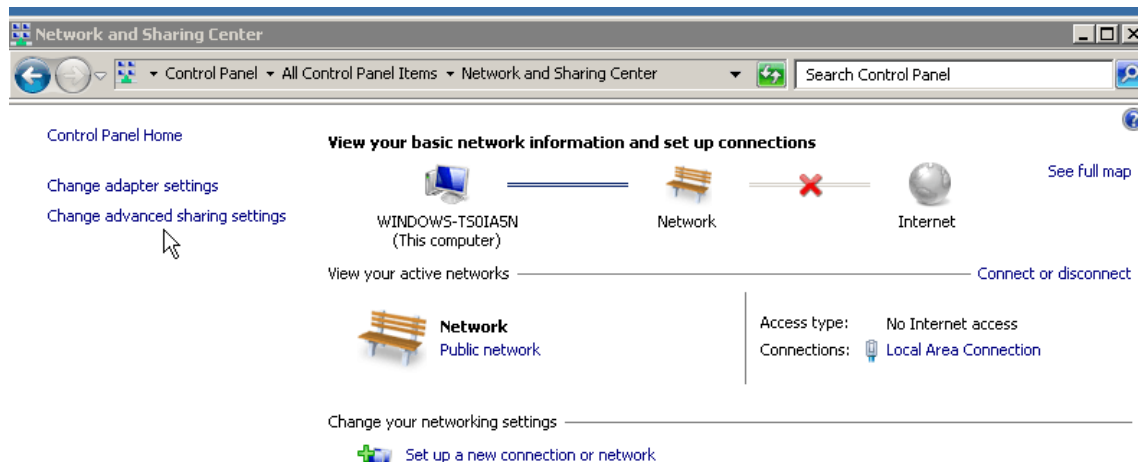 Network and Sharing Center
Control Panel All Control Panel Items Network and Sharing Center Search Control Panel
Control Panel Home
Change adapter settings
Change advanced sharing settings
View your basic network information and set up connections
See full map
WINDOWS-TS0IA5N
(This computer)
Network
Internet
View your active networks
Connect or disconnect
Network
Public network
Access type: No Internet access
Connections: Local Area Connection
Change your networking settings
Set up a new connection or network